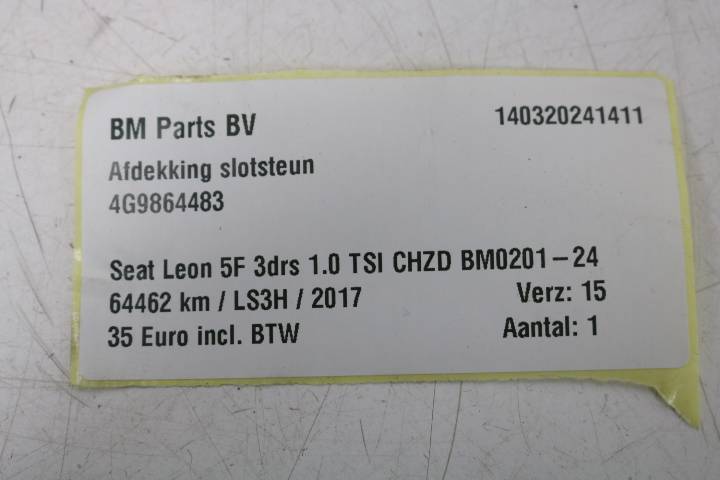 BM Parts BV 140320241411
Afdekking slotsteun
4G9864483
Seat Leon 5F 3drs 1.0 TSI CHZD BM0201-24
64462 km / LS3H / 2017 Verz: 15
35 Euro incl. BTW Aantal: 1